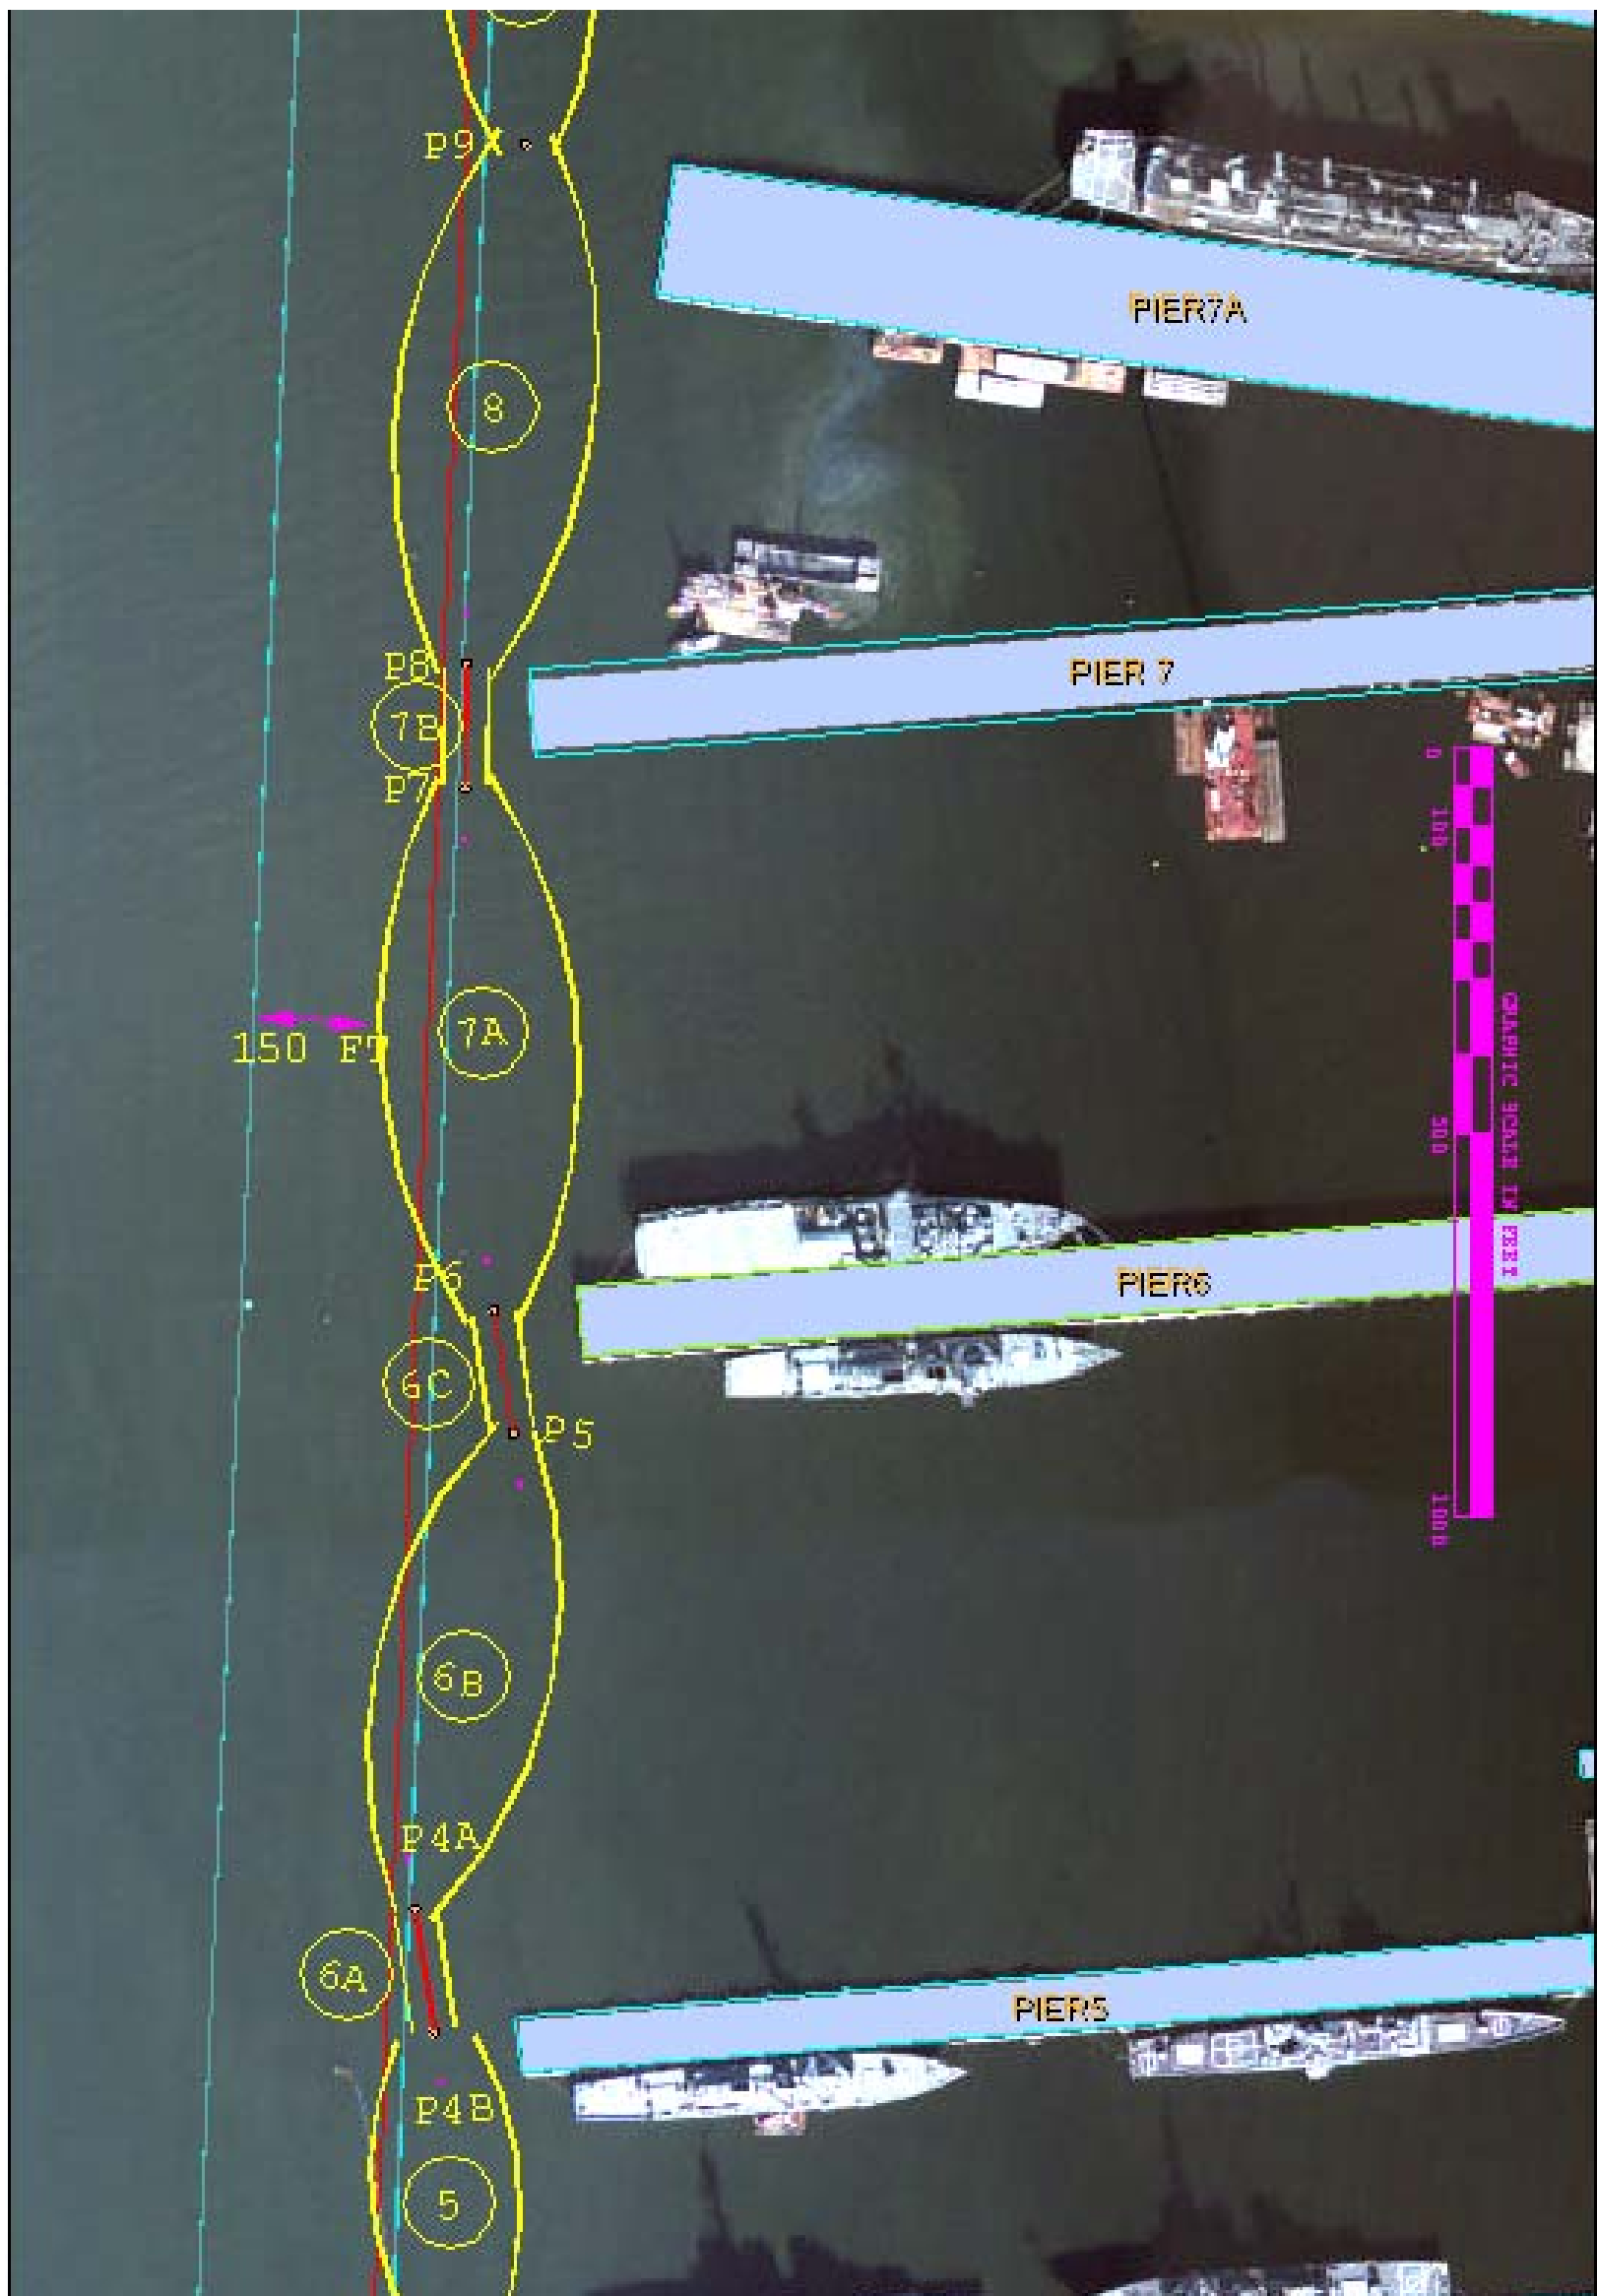 P9
PIER7A
8
P8
PIER 7
7B
P7
0
100
7A
150 FT
GRAPHIC SCALE IN FEET
500
P6
PIER6
6C
P5
1000
6B
P4A
6A
PIER5
P4B
5